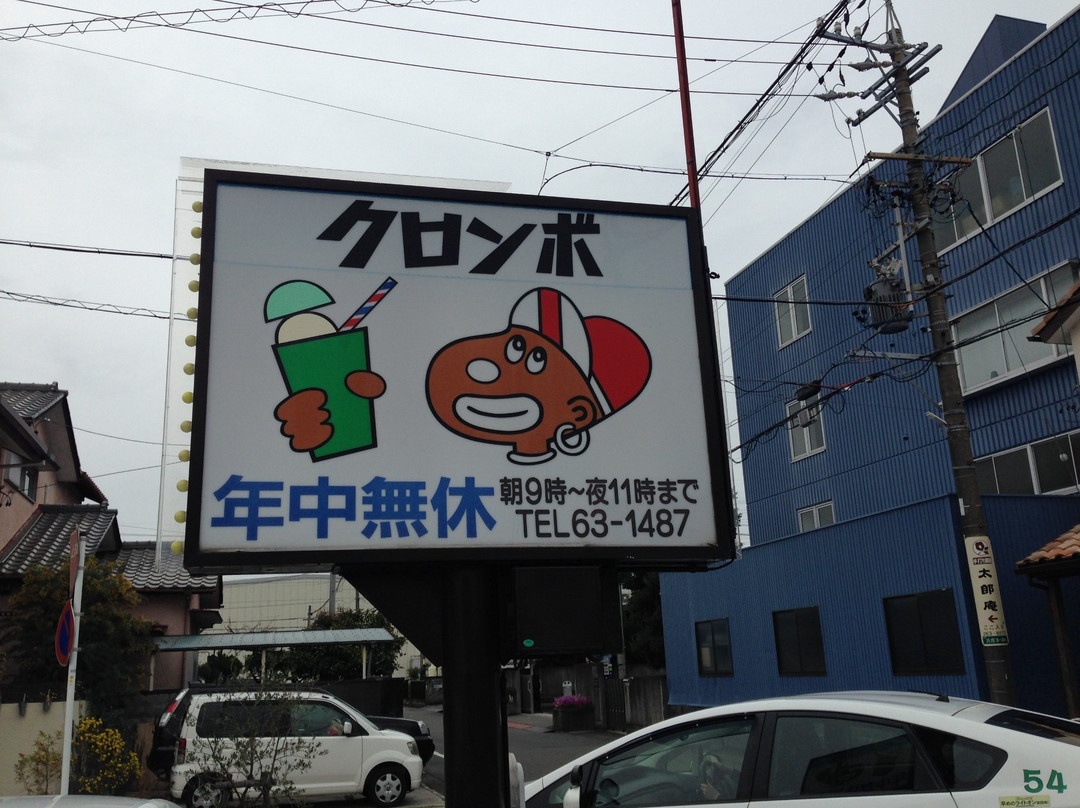 クロンボ
年中無休
朝9時～夜11時まで
TEL63-1487
太郎庵
←
54